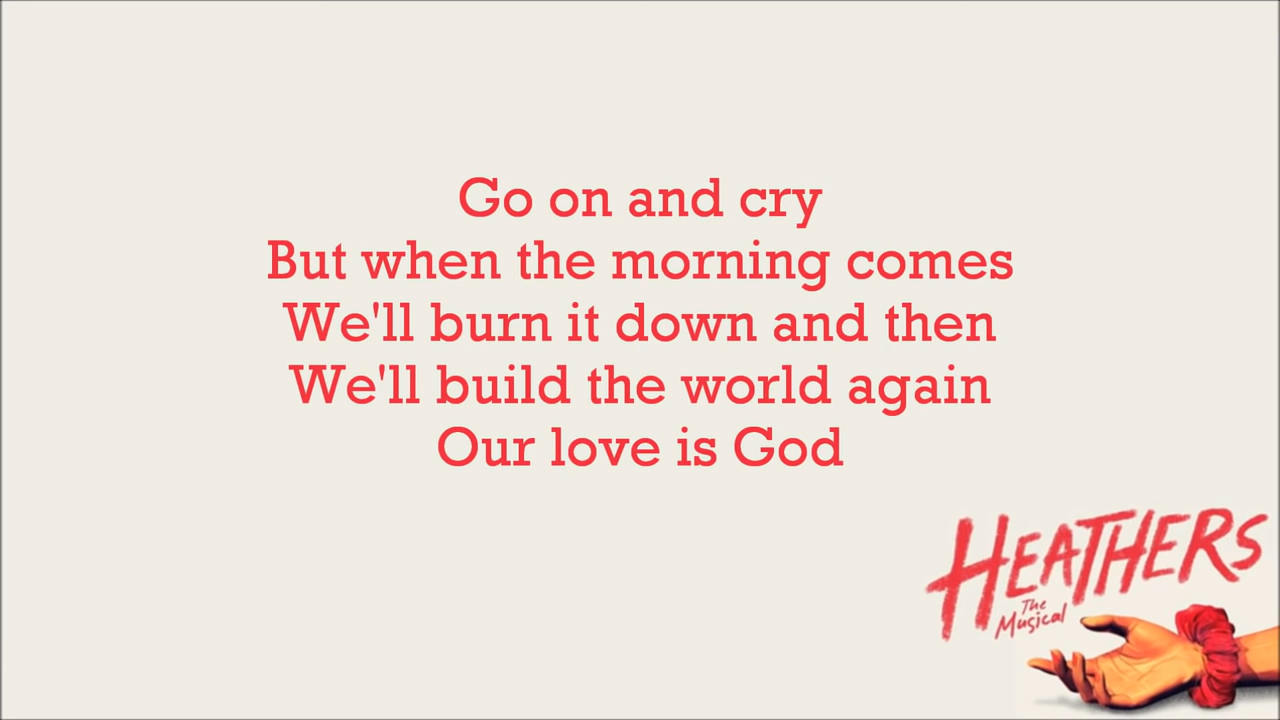 Go on and cry
But when the morning comes
We'll burn it down and then
We'll build the world again
Our love is God
HEATHERS
The
Musical